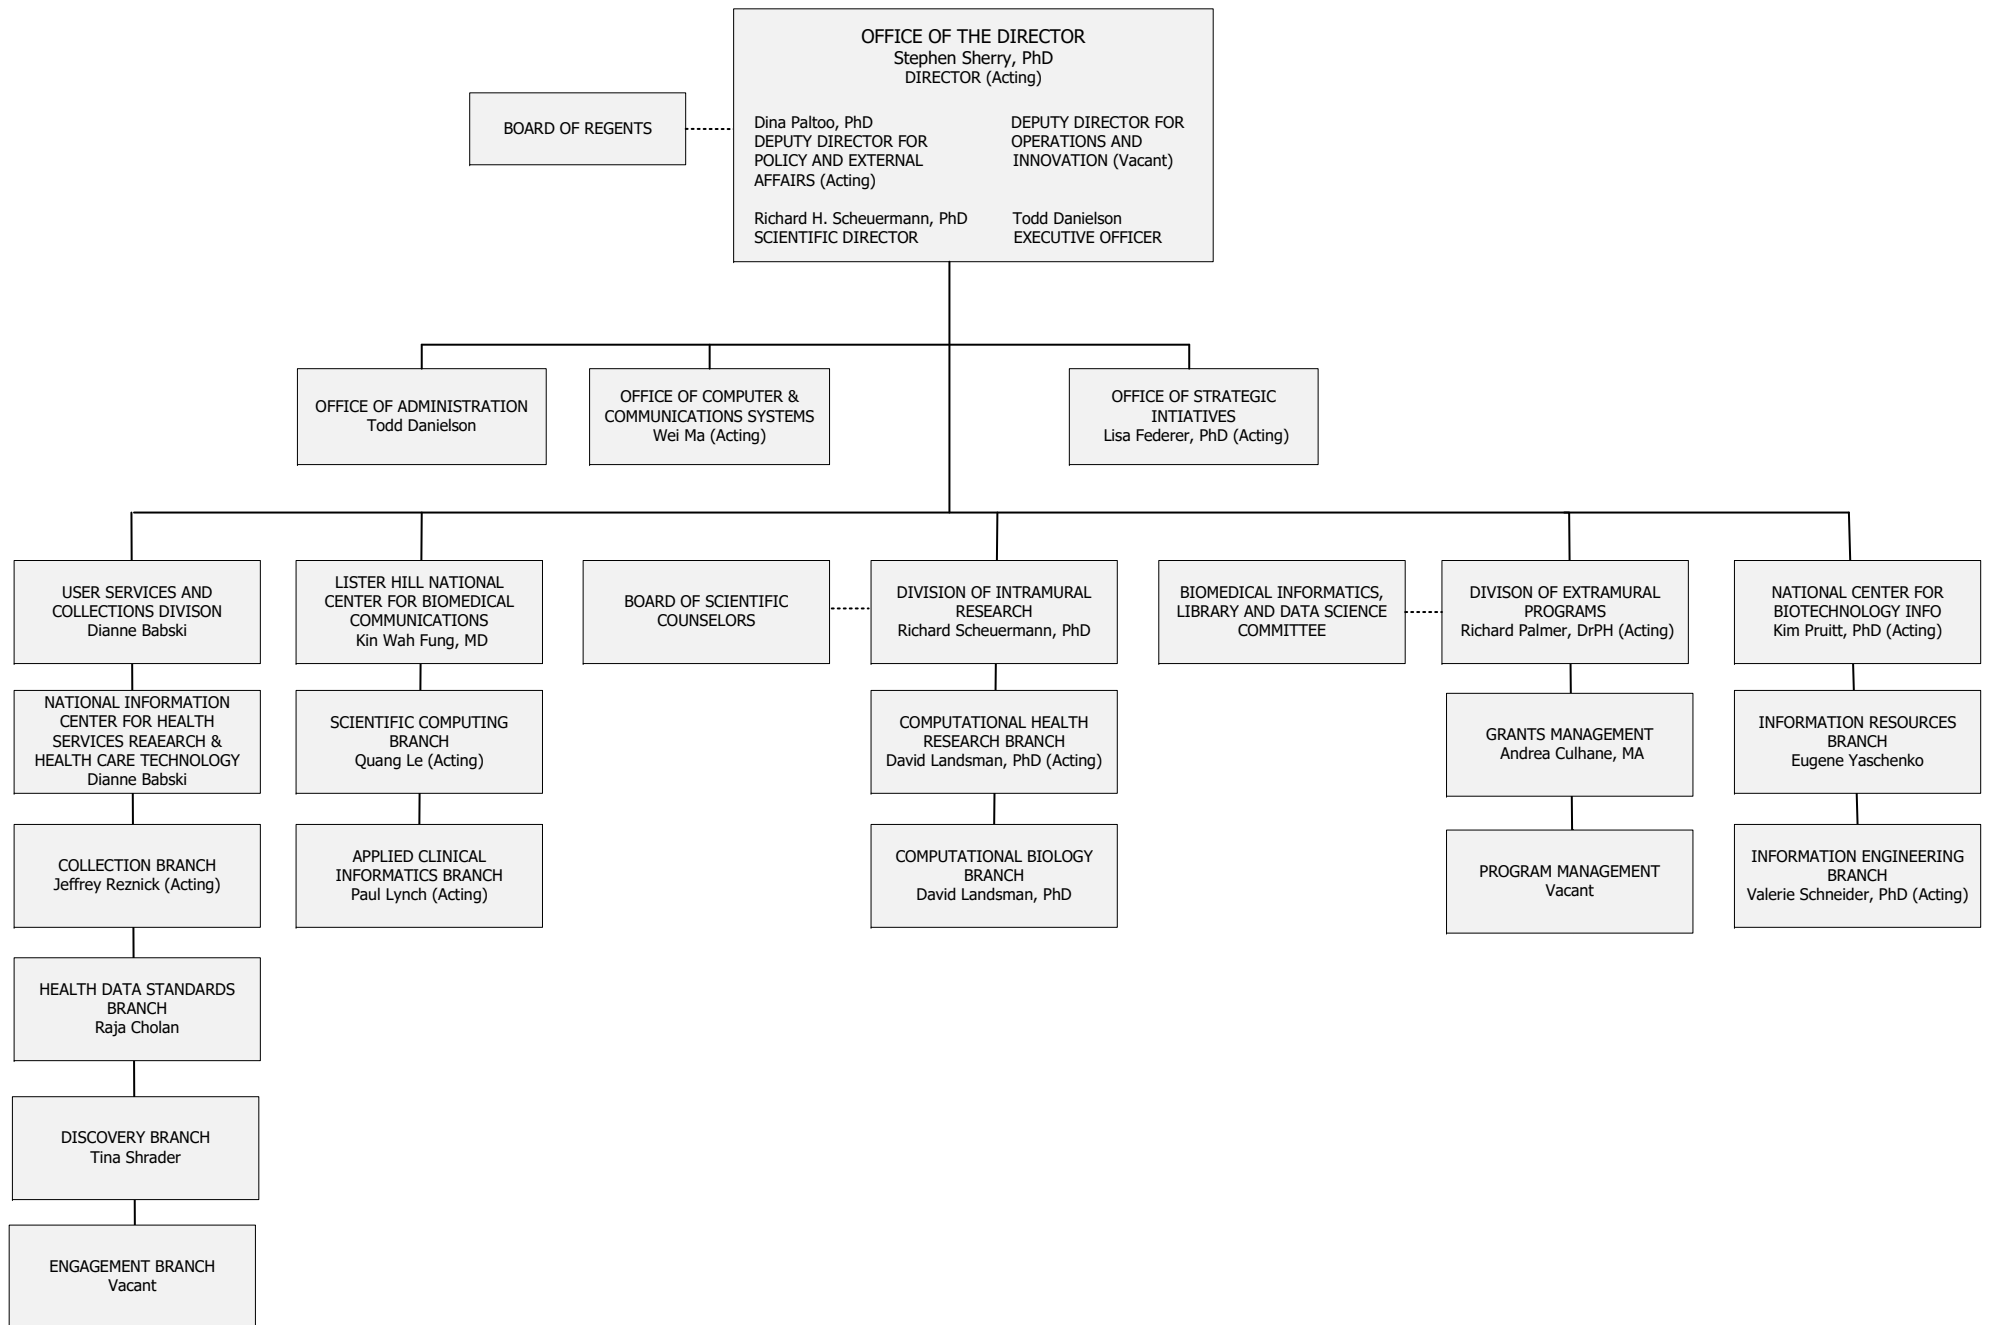 OFFICE OF THE DIRECTOR
Stephen Sherry, PhD
DIRECTOR (Acting)
BOARD OF REGENTS
Dina Paltoo, PhD
DEPUTY DIRECTOR FOR
POLICY AND EXTERNAL
AFFAIRS (Acting)
DEPUTY DIRECTOR FOR
OPERATIONS AND
INNOVATION (Vacant)
Richard H. Scheuermann, PhD
SCIENTIFIC DIRECTOR
Todd Danielson
EXECUTIVE OFFICER
OFFICE OF ADMINISTRATION
Todd Danielson
OFFICE OF COMPUTER &
COMMUNICATIONS SYSTEMS
Wei Ma (Acting)
OFFICE OF STRATEGIC
INTIATIVES
Lisa Federer, PhD (Acting)
USER SERVICES AND
COLLECTIONS DIVISON
Dianne Babski
LISTER HILL NATIONAL
CENTER FOR BIOMEDICAL
COMMUNICATIONS
Kin Wah Fung, MD
BOARD OF SCIENTIFIC
COUNSELORS
DIVISION OF INTRAMURAL
RESEARCH
Richard Scheuermann, PhD
BIOMEDICAL INFORMATICS,
LIBRARY AND DATA SCIENCE
COMMITTEE
DIVISON OF EXTRAMURAL
PROGRAMS
Richard Palmer, DrPH (Acting)
NATIONAL CENTER FOR
BIOTECHNOLOGY INFO
Kim Pruitt, PhD (Acting)
NATIONAL INFORMATION
CENTER FOR HEALTH
SERVICES REAEARCH &
HEALTH CARE TECHNOLOGY
Dianne Babski
SCIENTIFIC COMPUTING
BRANCH
Quang Le (Acting)
COMPUTATIONAL HEALTH
RESEARCH BRANCH
David Landsman, PhD (Acting)
GRANTS MANAGEMENT
Andrea Culhane, MA
INFORMATION RESOURCES
BRANCH
Eugene Yaschenko
COLLECTION BRANCH
Jeffrey Reznick (Acting)
APPLIED CLINICAL
INFORMATICS BRANCH
Paul Lynch (Acting)
COMPUTATIONAL BIOLOGY
BRANCH
David Landsman, PhD
PROGRAM MANAGEMENT
Vacant
INFORMATION ENGINEERING
BRANCH
Valerie Schneider, PhD (Acting)
HEALTH DATA STANDARDS
BRANCH
Raja Cholan
DISCOVERY BRANCH
Tina Shrader
ENGAGEMENT BRANCH
Vacant